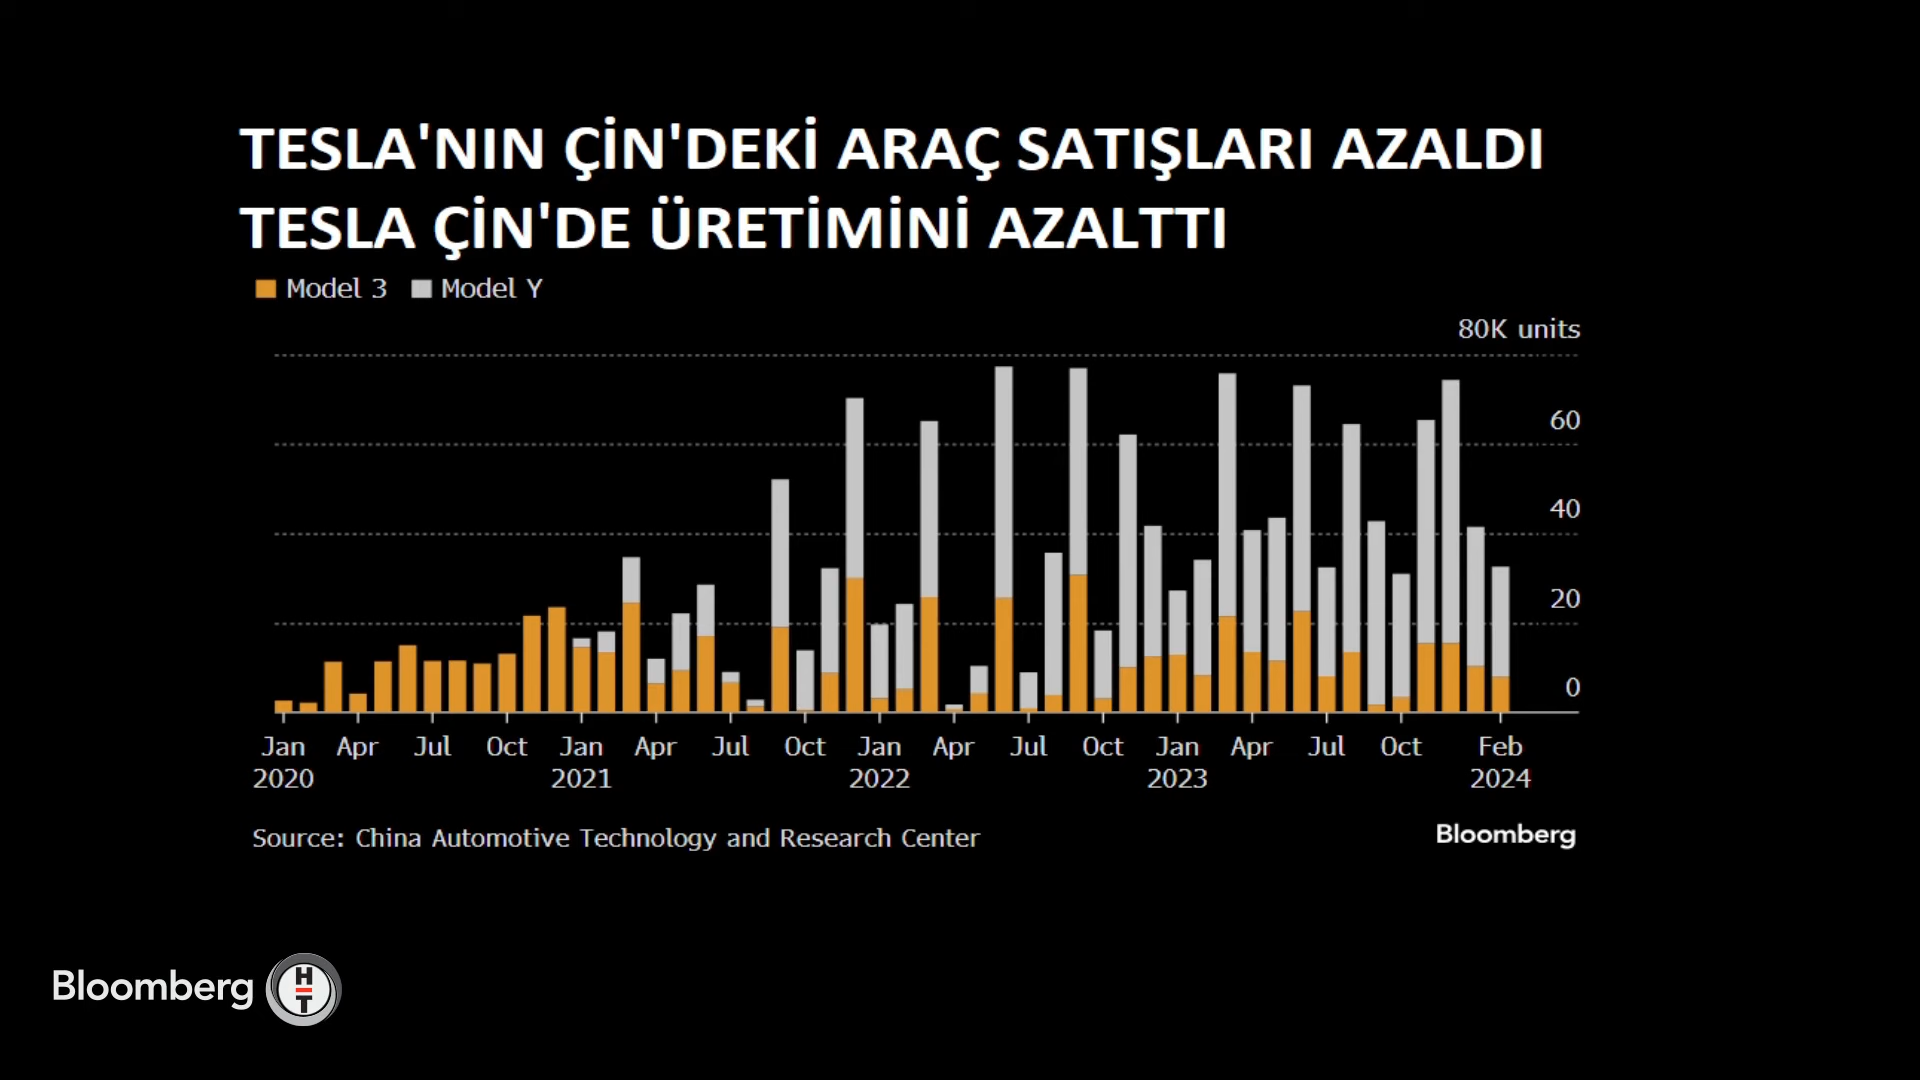 TESLA'NIN ÇİN'DEKİ ARAÇ SATIŞLARI AZALDI
TESLA ÇİN'DE ÜRETİMİNİ AZALTTI
Model 3 Model Y
80K units
60
40
20
0
Jan Apr Jul Oct Jan Apr Jul Oct Jan Apr Jul Oct Jan Apr Jul Oct Feb
2020 2021 2022 2023 2024
Source: China Automotive Technology and Research Center
Bloomberg
Bloomberg HT